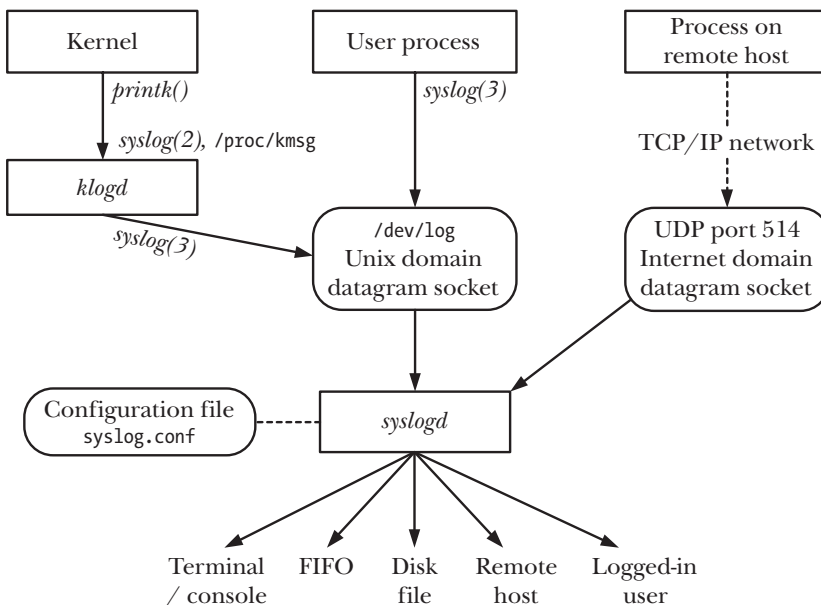 Kernel
User process
Process on
remote host
printk()
syslog(3)
syslog(2), /proc/kmsg
TCP/IP network
klogd
syslog(3)
/dev/log
Unix domain
datagram socket
UDP port 514
Internet domain
datagram socket
Configuration file
syslog.conf
syslogd
Terminal
/ console
FIFO
Disk
file
Remote
host
Logged-in
user